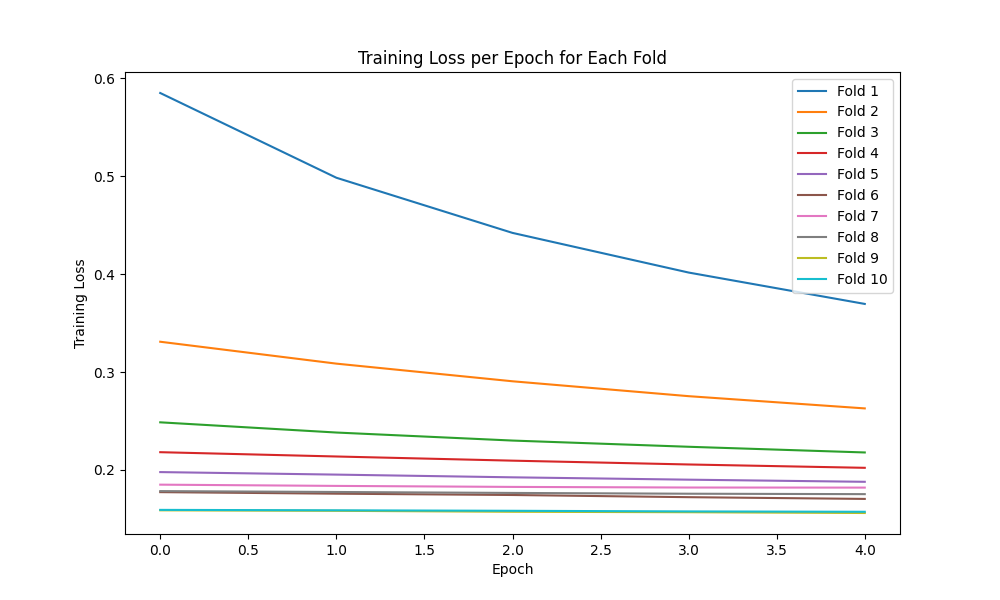 Training Loss per Epoch for Each Fold
0.6
0.5
0.4
0.3
0.2
Training Loss
Fold 1
Fold 2
Fold 3
Fold 4
Fold 5
Fold 6
Fold 7
Fold 8
Fold 9
Fold 10
0.0 0.5 1.0 1.5 2.0 2.5 3.0 3.5 4.0
Epoch